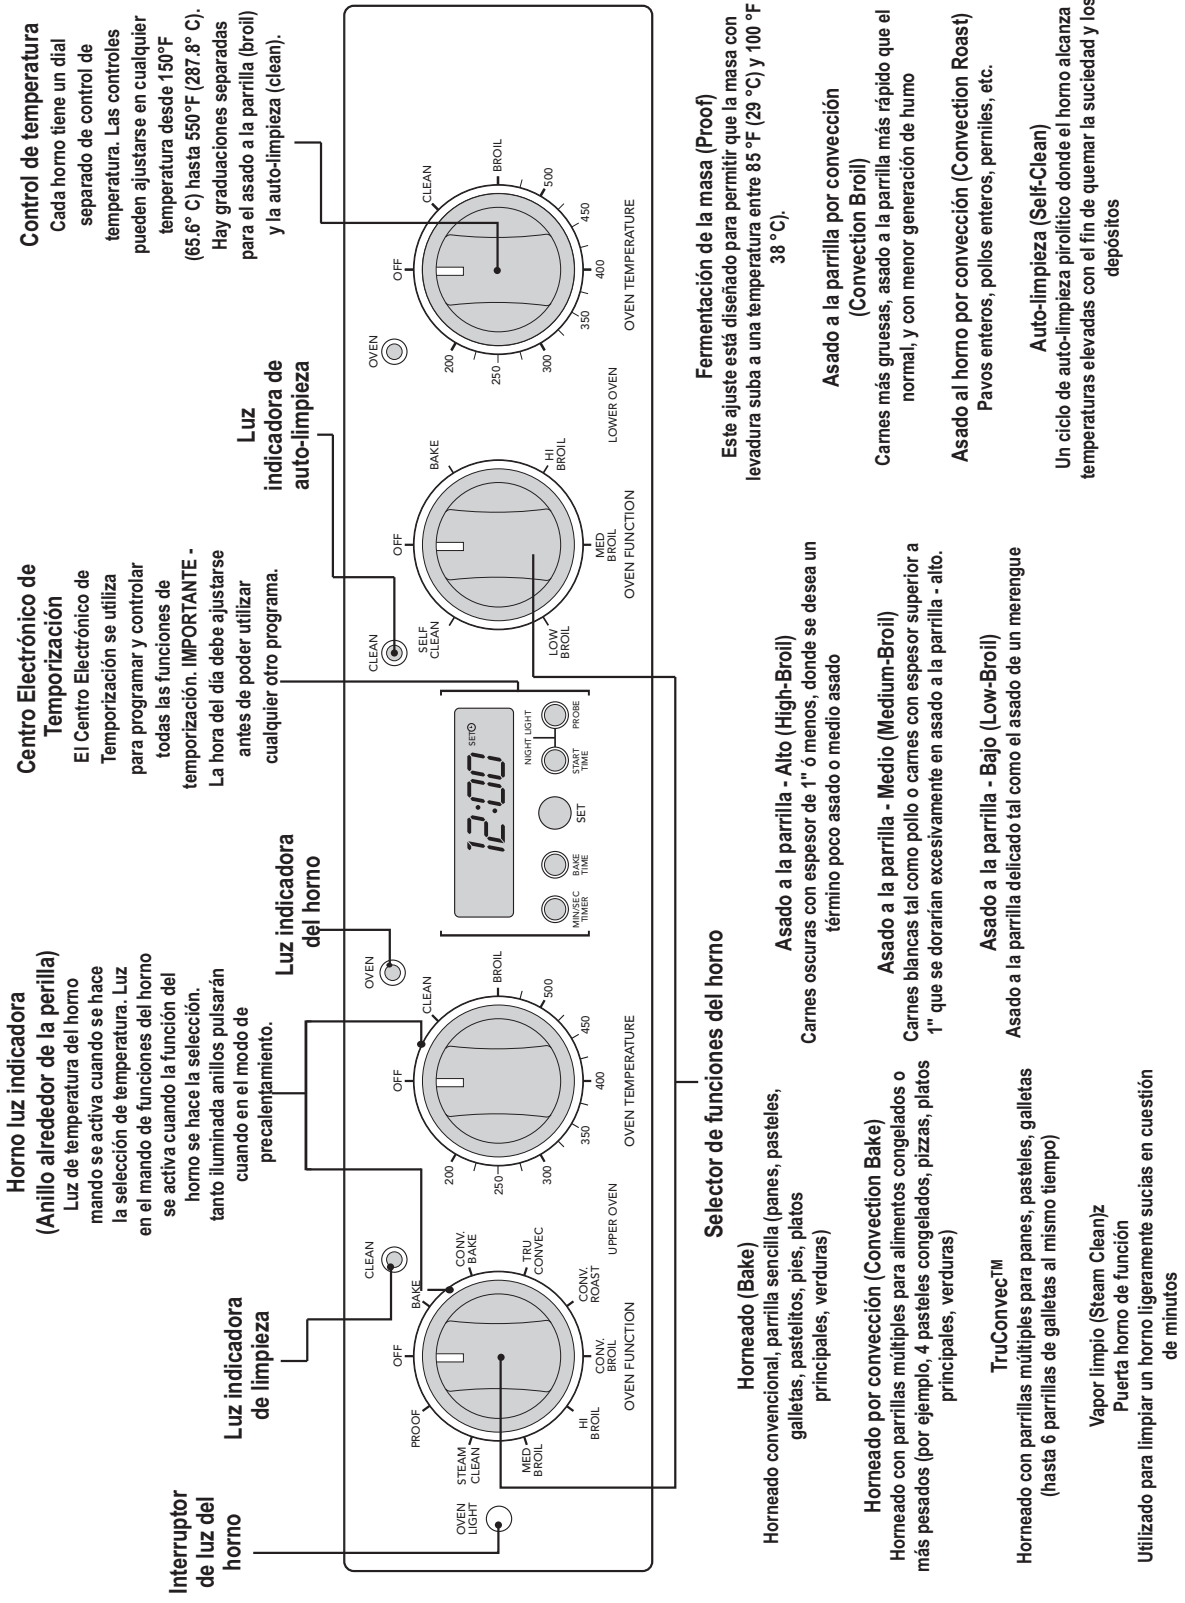 Interruptor
de luz del
horno
Luz indicadora
de limpieza
Horno luz indicadora
(Anillo alrededor de la perilla)
Luz de temperatura del horno
mando se activa cuando se hace
la selección de temperatura. Luz
en el mando de funciones del horno
se activa cuando la función del
horno se hace la selección.
tanto iluminada anillos pulsarán
cuando en el modo de
precalentamiento.
Luz indicadora
del horno
Centro Electrónico de
Temporización
El Centro Electrónico de
Temporización se utiliza
para programar y controlar
todas las funciones de
temporización. IMPORTANTE -
La hora del día debe ajustarse
antes de poder utilizar
cualquier otro programa.
Luz
indicadora de
auto-limpieza
Control de temperatura
Cada horno tiene un dial
separado de control de
temperatura. Las controles
pueden ajustarse en cualquier
temperatura desde 150°F
(65.6° C) hasta 550°F (287.8° C).
Hay graduaciones separadas
para el asado a la parrilla (broil)
y la auto-limpieza (clean).
OVEN
LIGHT
CLEAN
OFF
BAKE
CONV.
BAKE
TRU
CONVEC
CONV.
ROAST
CONV.
BROIL
HI
BROIL
MED
BROIL
STEAM
CLEAN
PROOF
OVEN FUNCTION
UPPER OVEN
OVEN
OFF
CLEAN
BROIL
500
450
400
350
300
250
200
OVEN TEMPERATURE
12:00
SET
MIN/SEC
TIMER
BAKE
TIME
SET
START
TIME
PROBE
NIGHT LIGHT
CLEAN
OFF
BAKE
HI
BROIL
MED
BROIL
LOW
BROIL
SELF
CLEAN
OVEN FUNCTION
LOWER OVEN
OVEN
OFF
CLEAN
BROIL
500
450
400
350
300
250
200
OVEN TEMPERATURE
Selector de funciones del horno
Horneado (Bake)
Horneado convencional, parrilla sencilla (panes, pasteles,
galletas, pastelitos, pies, platos
principales, verduras)
Horneado por convección (Convection Bake)
Horneado con parrillas múltiples para alimentos congelados o
más pesados (por ejemplo, 4 pasteles congelados, pizzas, platos
principales, verduras)
TruConvec™
Horneado con parrillas múltiples para panes, pasteles, galletas
(hasta 6 parrillas de galletas al mismo tiempo)
Vapor limpio (Steam Clean)z
Puerta horno de función
Utilizado para limpiar un horno ligeramente sucias en cuestión
de minutos
Asado a la parrilla - Alto (High-Broil)
Carnes oscuras con espesor de 1" ó menos, donde se desea un
término poco asado o medio asado
Asado a la parrilla - Medio (Medium-Broil)
Carnes blancas tal como pollo o carnes con espesor superior a
1" que se dorarían excesivamente en asado a la parrilla - alto.
Asado a la parrilla - Bajo (Low-Broil)
Asado a la parrilla delicado tal como el asado de un merengue
Fermentación de la masa (Proof)
Este ajuste está diseñado para permitir que la masa con
levadura suba a una temperatura entre 85 °F (29 °C) y 100 °F
38 °C).
Asado a la parrilla por convección
(Convection Broil)
Carnes más gruesas, asado a la parrilla más rápido que el
normal, y con menor generación de humo
Asado al horno por convección (Convection Roast)
Pavos enteros, pollos enteros, perniles, etc.
Auto-limpieza (Self-Clean)
Un ciclo de auto-limpieza pirolítico donde el horno alcanza
temperaturas elevadas con el fin de quemar la suciedad y los
depósitos